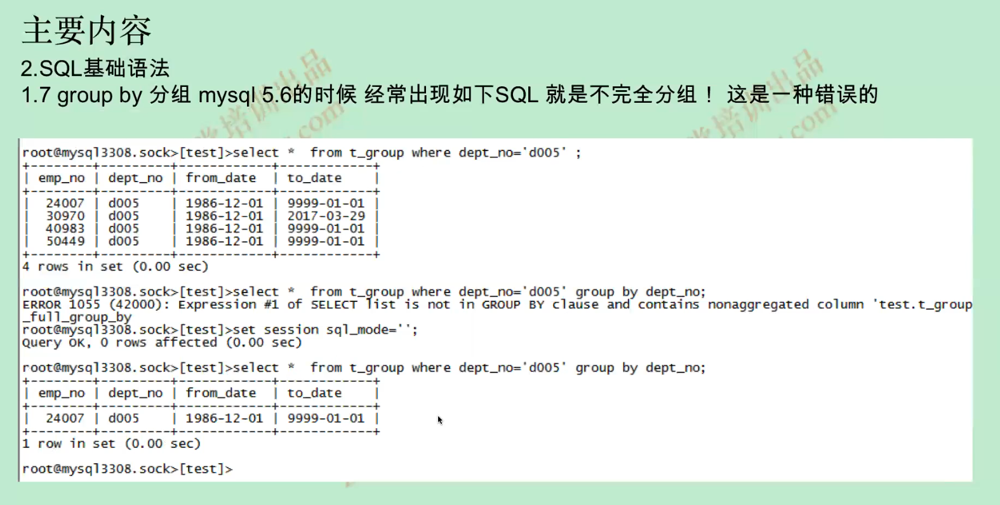 主要内容
2.SQL基础语法
1.7 group by 分组 mysql 5.6的时候 经常出现如下SQL 就是不完全分组！ 这是一种错误的
root@mysql3308.sock>[test]>select *  from t_group where dept_no='d005' ;
+--------+---------+------------+------------+
| emp_no | dept_no | from_date  | to_date    |
+--------+---------+------------+------------+
|  24007 | d005    | 1986-12-01 | 9999-01-01 |
|  30970 | d005    | 1986-12-01 | 2017-03-29 |
|  40983 | d005    | 1986-12-01 | 9999-01-01 |
|  50449 | d005    | 1986-12-01 | 9999-01-01 |
+--------+---------+------------+------------+
4 rows in set (0.00 sec)
root@mysql3308.sock>[test]>select *  from t_group where dept_no='d005' group by dept_no;
ERROR 1055 (42000): Expression #1 of SELECT list is not in GROUP BY clause and contains nonaggregated column 'test.t_group
_full_group_by
root@mysql3308.sock>[test]>set session sql_mode='';
Query OK, 0 rows affected (0.00 sec)
root@mysql3308.sock>[test]>select *  from t_group where dept_no='d005' group by dept_no;
+--------+---------+------------+------------+
| emp_no | dept_no | from_date  | to_date    |
+--------+---------+------------+------------+
|  24007 | d005    | 1986-12-01 | 9999-01-01 |
+--------+---------+------------+------------+
1 row in set (0.00 sec)
root@mysql3308.sock>[test]>